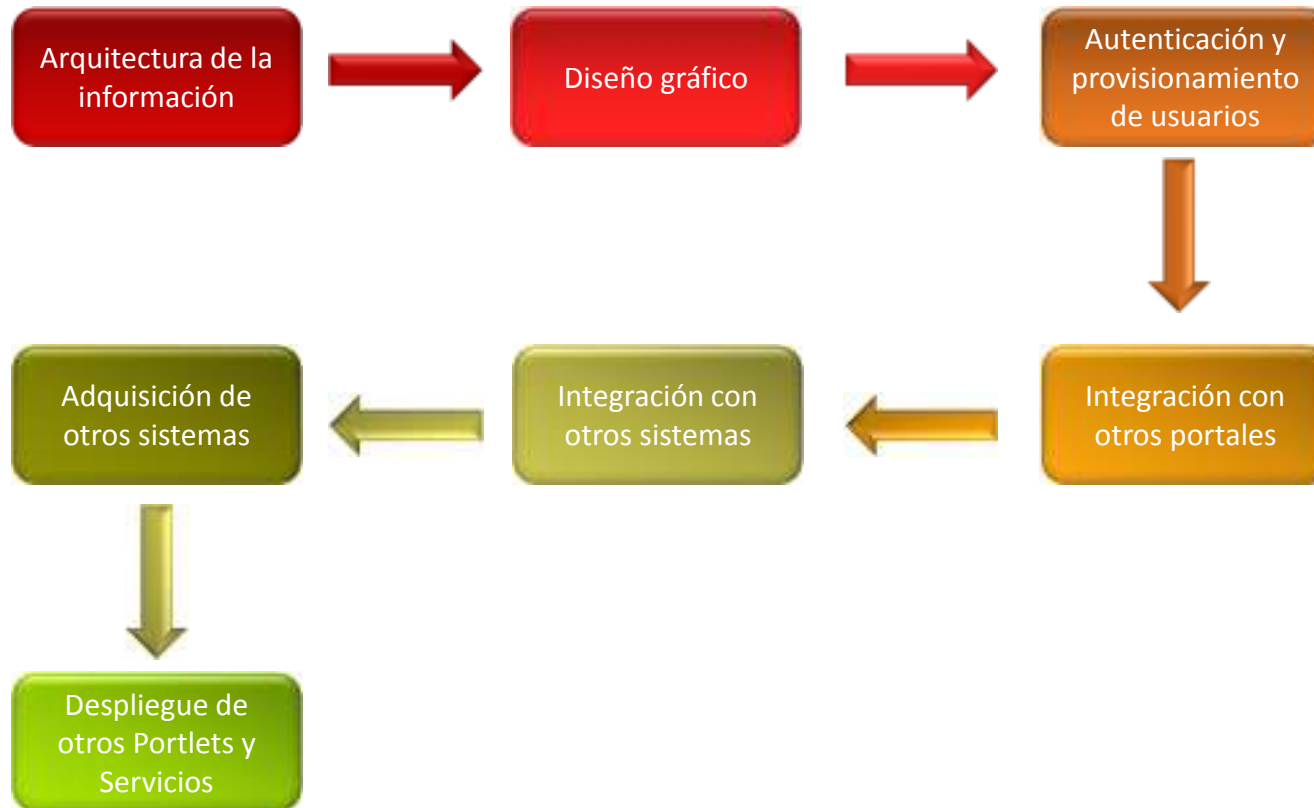 Arquitectura de la
información
Diseño gráfico
Autenticación y
provisionamiento
de usuarios
Integración con
otros portales
Integración con
otros sistemas
Adquisición de
otros sistemas
Despliegue de
otros Portlets y
Servicios